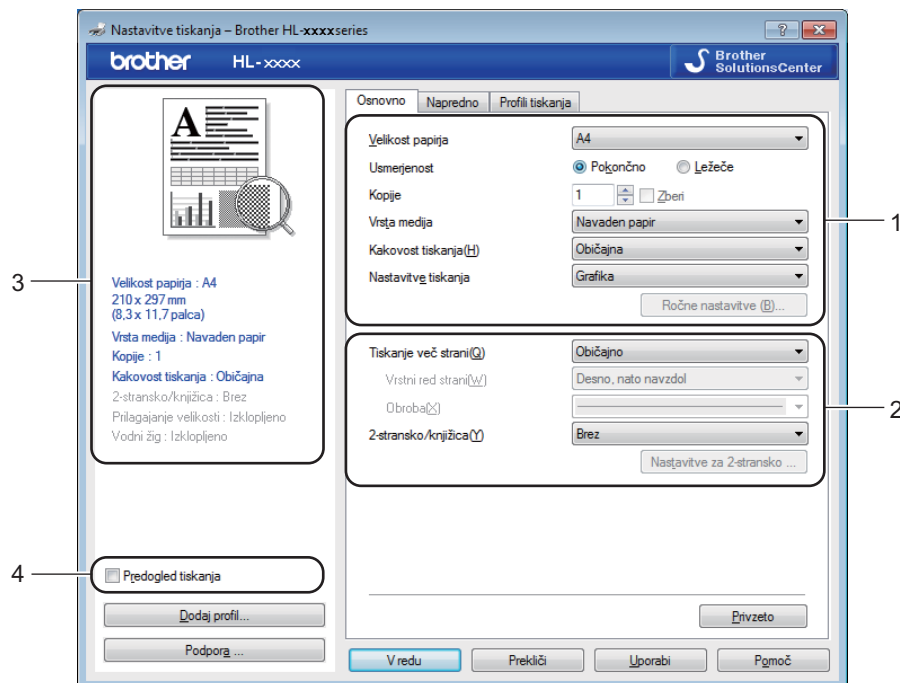 Nastavitve tiskanja – Brother HL-xxxxseries
brother HL-xxxx
Brother
SolutionsCenter
Osnovno Napredno Profili tiskanja
A
Velikost papirja : A4
210 x 297 mm
(8,3 x 11,7 palca)
Vrsta medija : Navaden papir
Kopije : 1
Kakovost tiskanja : Običajna
2-stransko/knjižica : Brez
Prilagajanje velikosti : Izklopljeno
Vodni žig : Izklopljeno
3
Predogled tiskanja
4
Dodaj profil...
Podpora ...
Velikost papirja A4
Usmerjenost Pokončno Ležeče
Kopije 1 Zberi
Vrsta medija Navaden papir
Kakovost tiskanja(H) Običajna
Nastavitve tiskanja Grafika
Ročne nastavitve (B)...
1
Tiskanje več strani(Q) Običajno
Vrstni red strani(W) Desno, nato navzdol
Obroba(X)
2-stransko/knjižica(Y) Brez
Nastavitve za 2-stransko ...
2
Privzeto
V redu Prekliči Uporabi Pomoč